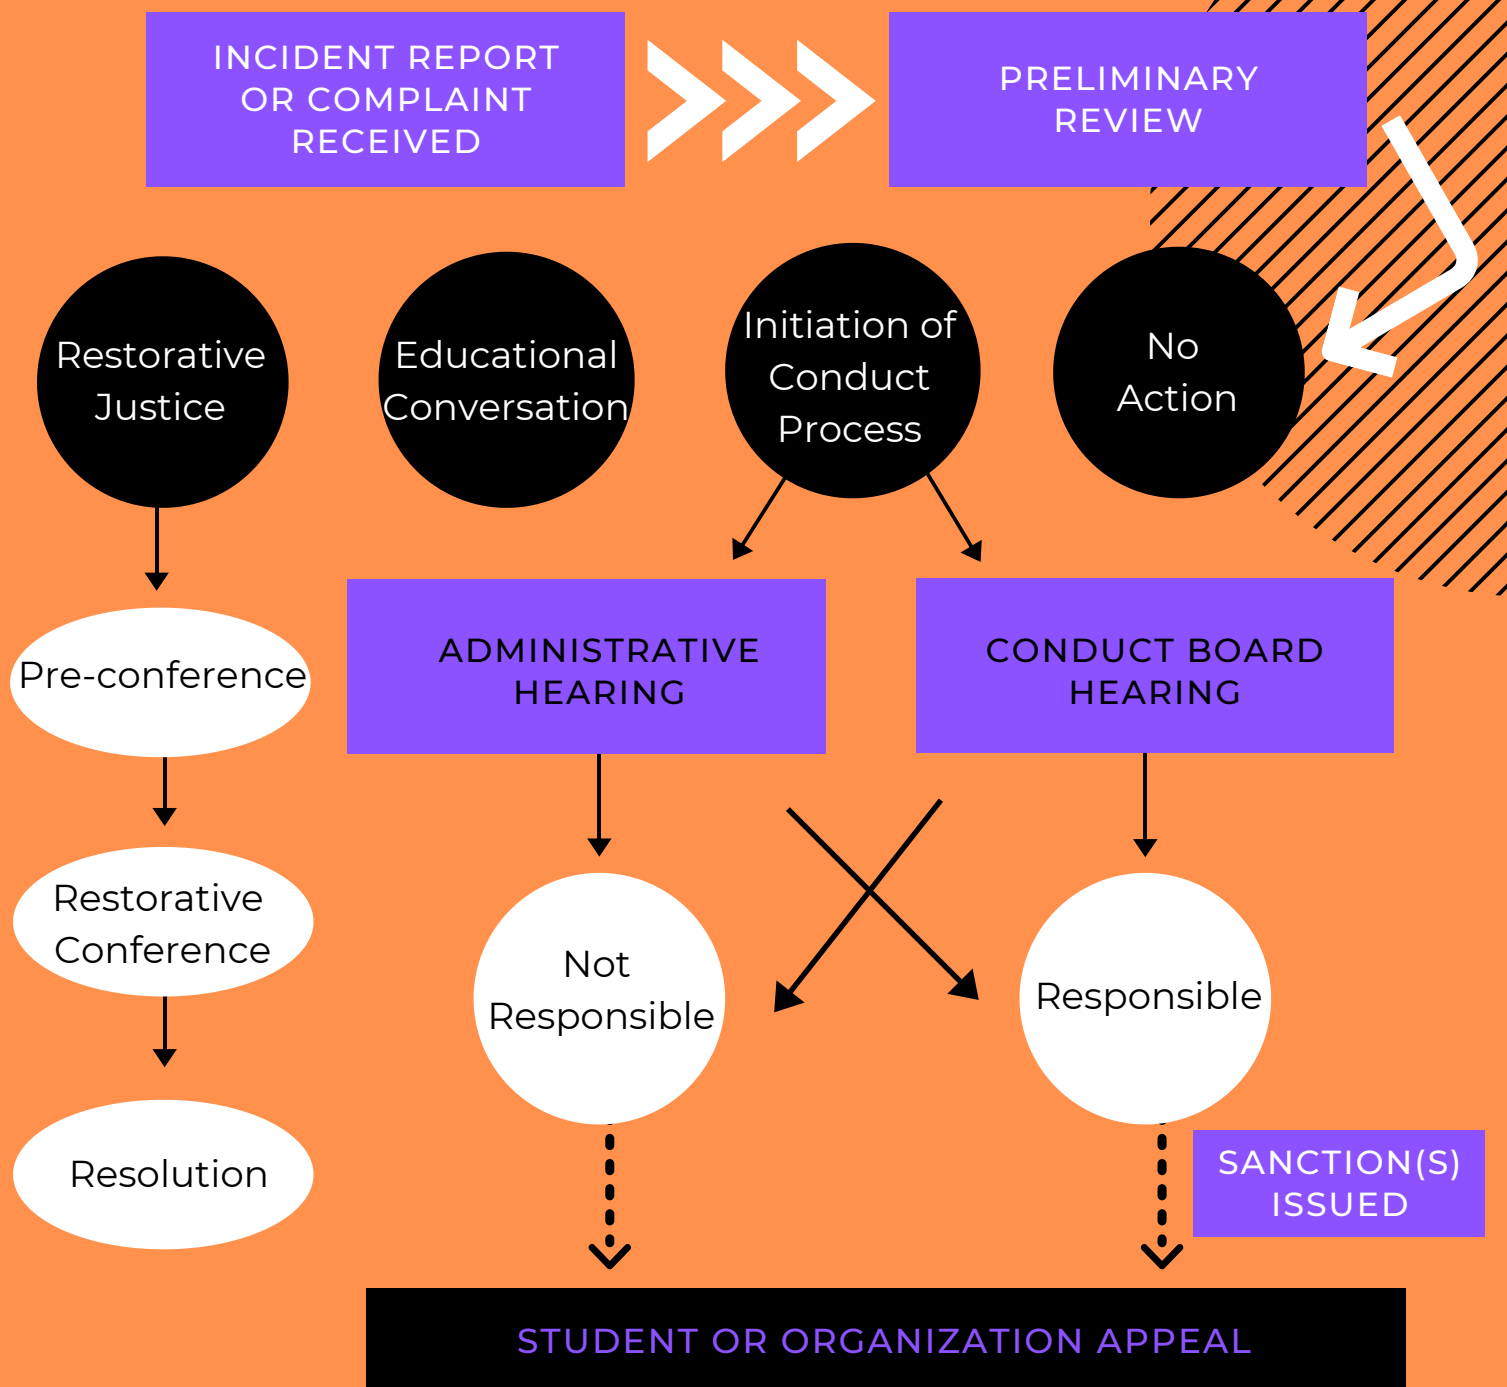 INCIDENT REPORT
OR COMPLAINT
RECEIVED
PRELIMINARY
REVIEW
Restorative
Justice
Educational
Conversation
Initiation of
Conduct
Process
No
Action
Pre-conference
ADMINISTRATIVE
HEARING
CONDUCT BOARD
HEARING
Restorative
Conference
Not
Responsible
Responsible
Resolution
SANCTION(S)
ISSUED
STUDENT OR ORGANIZATION APPEAL